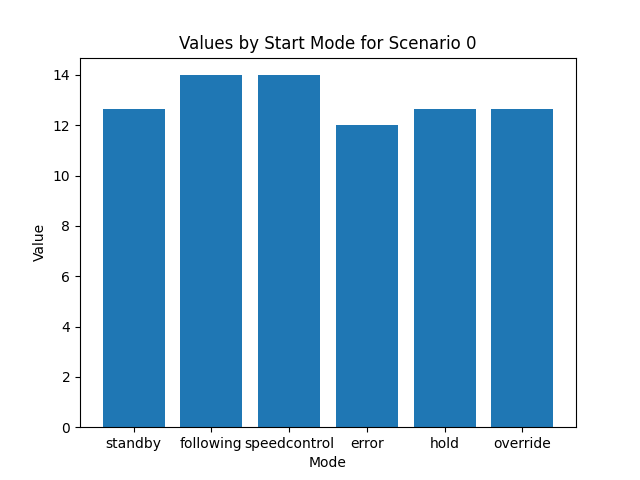 Values by Start Mode for Scenario 0
14
12
10
8
6
4
2
0
Value
standby following speedcontrol error hold override
Mode